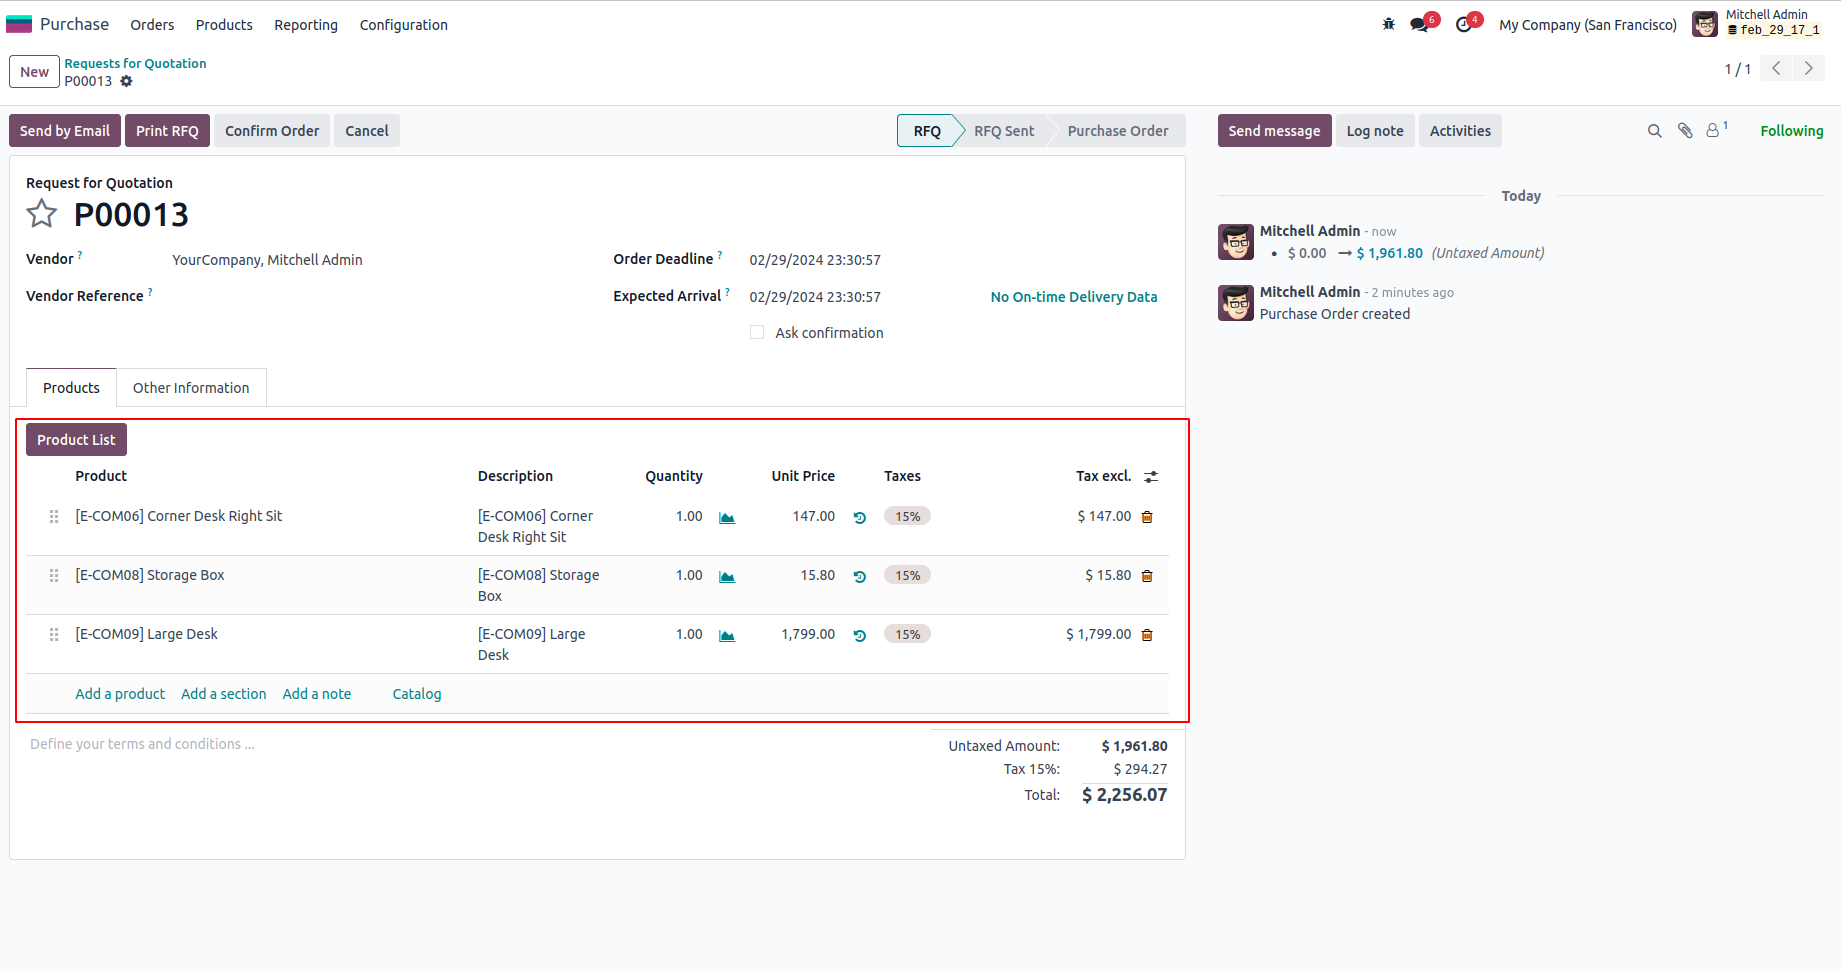 Purchase Orders Products Reporting Configuration 6 4 My Company (San Francisco) Mitchell Admin
feb_29_17_1
New Requests for Quotation
P00013 1 / 1
Send by Email Print RFQ Confirm Order Cancel RFQ RFQ Sent Purchase Order Send message Log note Activities 1 Following
Request for Quotation
P00013
Today
Vendor ? YourCompany, Mitchell Admin Order Deadline ? 02/29/2024 23:30:57
Vendor Reference ? Expected Arrival ? 02/29/2024 23:30:57 No On-time Delivery Data
Ask confirmation
Mitchell Admin - now
• $ 0.00 → $ 1,961.80 (Untaxed Amount)
Mitchell Admin - 2 minutes ago
Purchase Order created
Products Other Information
Product List
Product Description Quantity Unit Price Taxes Tax excl.
[E-COM06] Corner Desk Right Sit [E-COM06] Corner 1.00 147.00 15% $ 147.00
Desk Right Sit
[E-COM08] Storage Box [E-COM08] Storage 1.00 15.80 15% $ 15.80
Box
[E-COM09] Large Desk [E-COM09] Large 1.00 1,799.00 15% $ 1,799.00
Desk
Add a product Add a section Add a note Catalog
Define your terms and conditions ... Untaxed Amount: $ 1,961.80
Tax 15%: $ 294.27
Total: $ 2,256.07